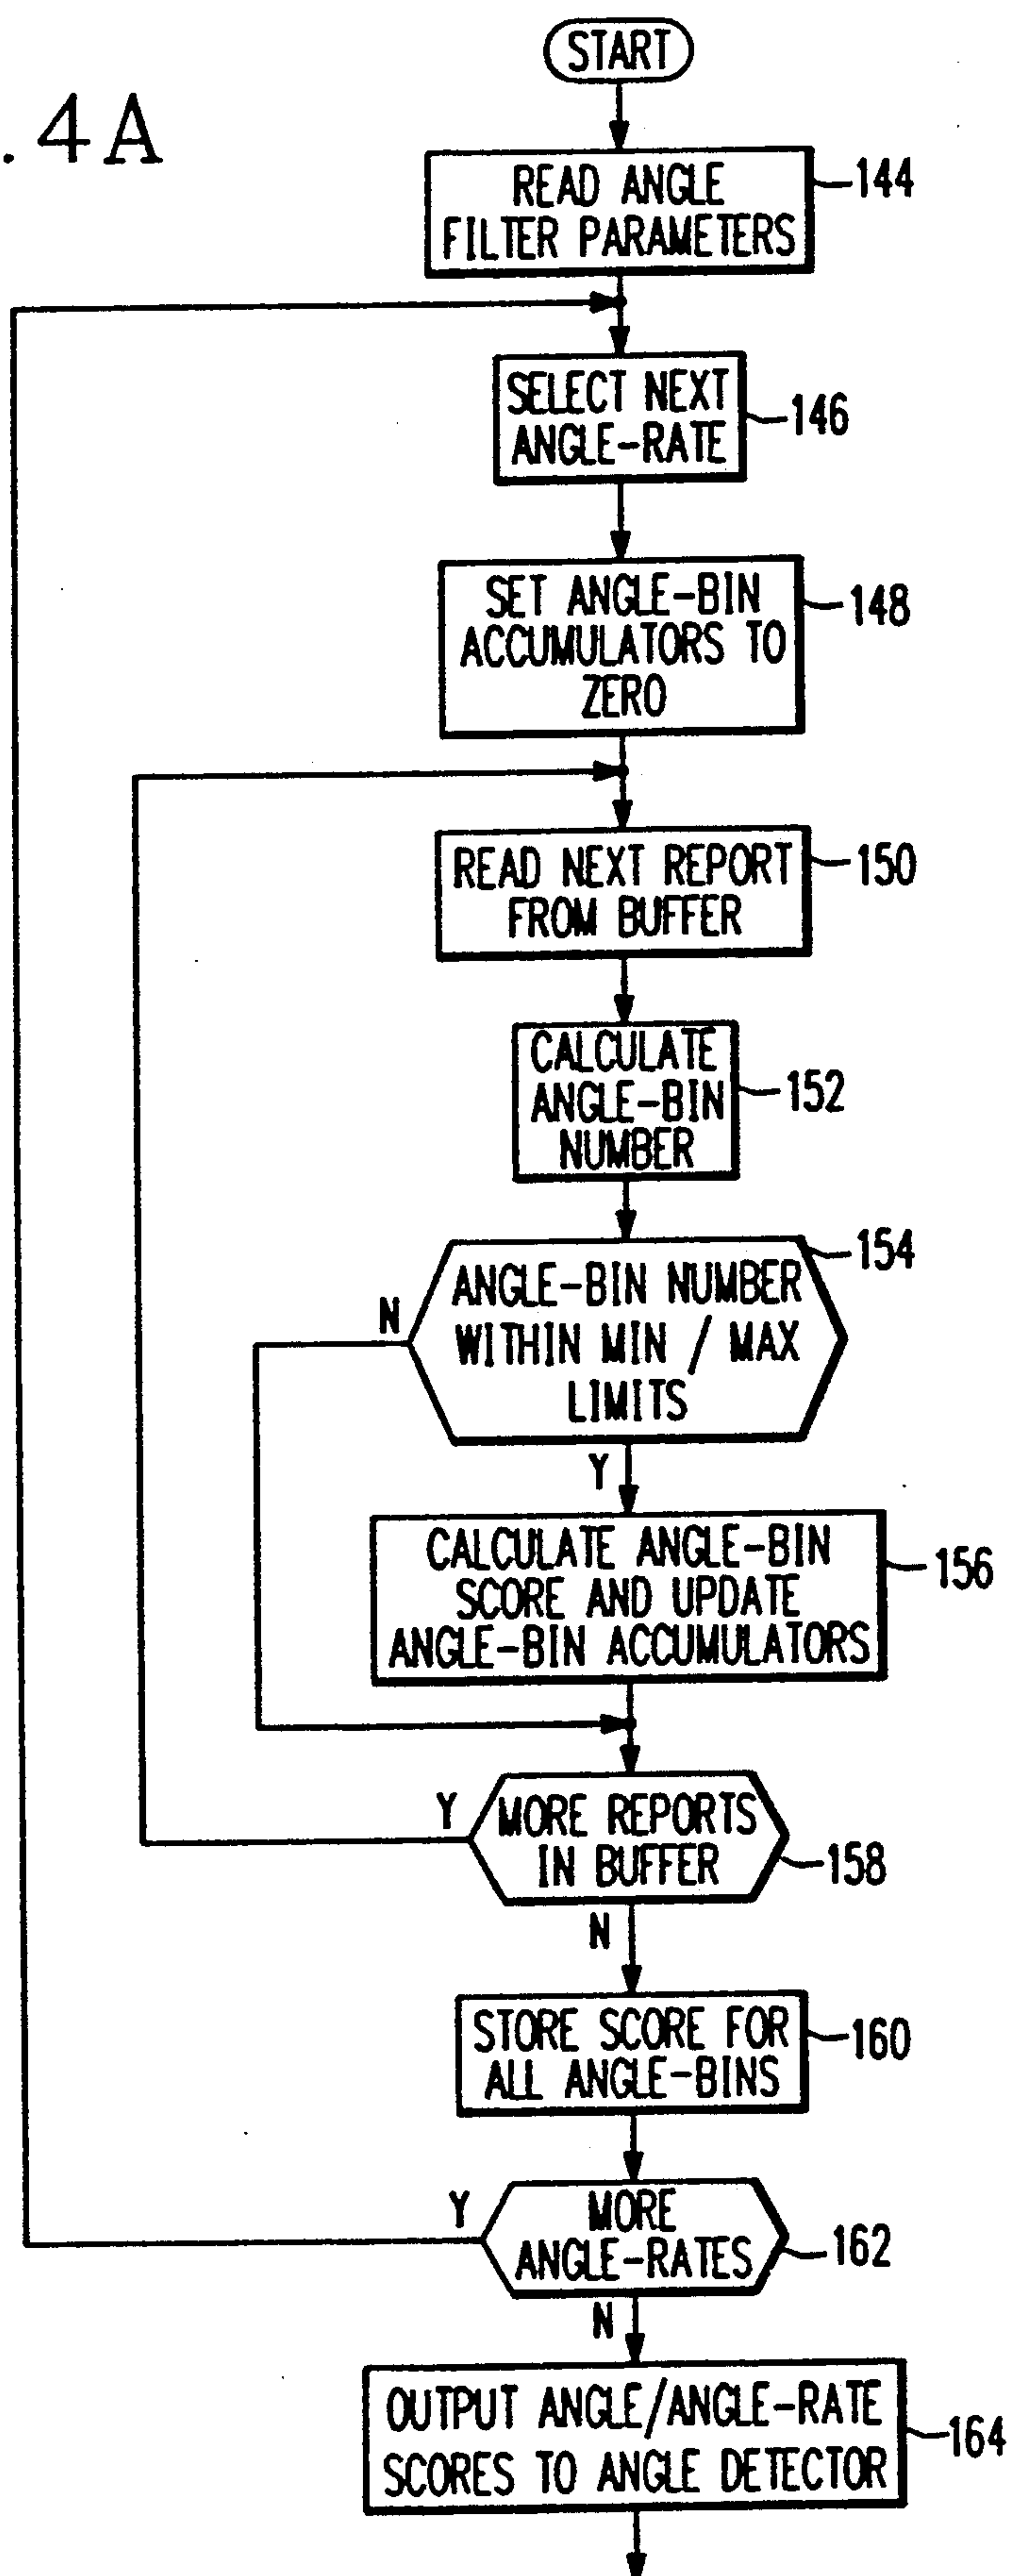 START
. 4A
READ ANGLE
FILTER PARAMETERS
144
SELECT NEXT
ANGLE-RATE
146
SET ANGLE-BIN
ACCUMULATORS TO
ZERO
148
READ NEXT REPORT
FROM BUFFER
150
CALCULATE
ANGLE-BIN
NUMBER
152
ANGLE-BIN NUMBER
WITHIN MIN / MAX
LIMITS
154
N
Y
CALCULATE ANGLE-BIN
SCORE AND UPDATE
ANGLE-BIN ACCUMULATORS
156
MORE REPORTS
IN BUFFER
158
Y
N
STORE SCORE FOR
ALL ANGLE-BINS
160
MORE
ANGLE-RATES
162
Y
N
OUTPUT ANGLE/ANGLE-RATE
SCORES TO ANGLE DETECTOR
164